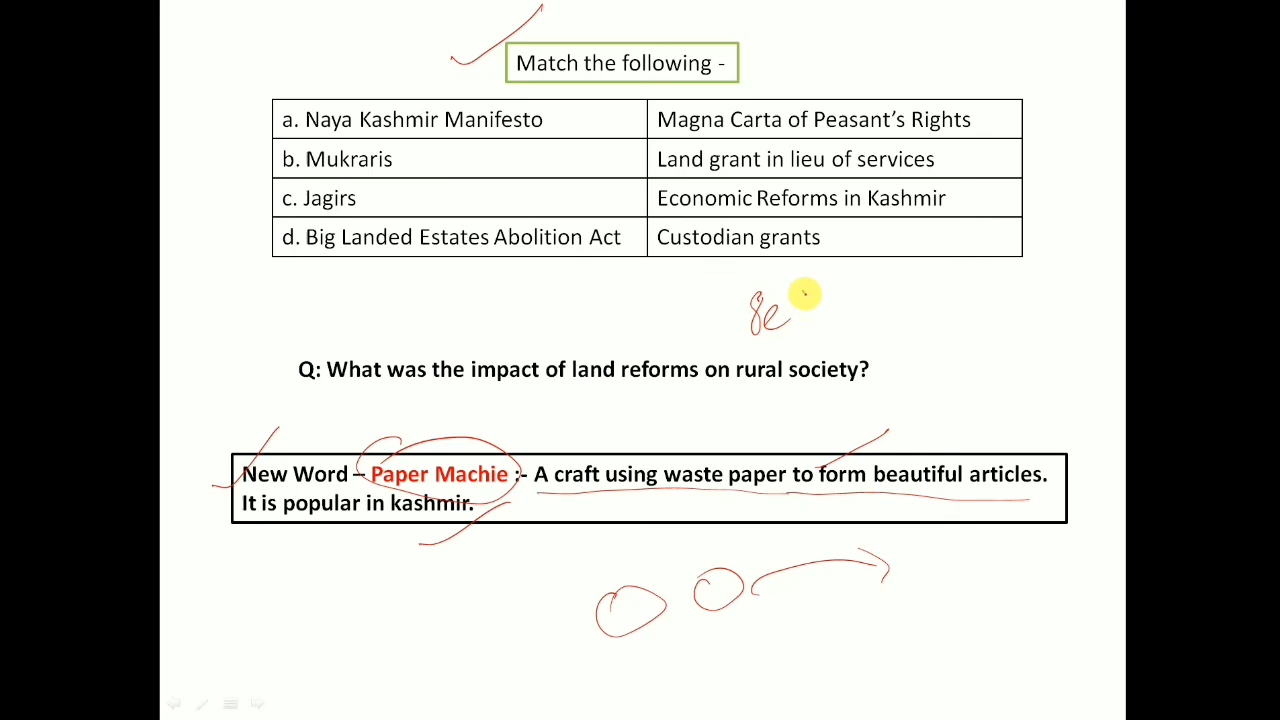 Match the following -
a. Naya Kashmir Manifesto Magna Carta of Peasant’s Rights
b. Mukraris Land grant in lieu of services
c. Jagirs Economic Reforms in Kashmir
d. Big Landed Estates Abolition Act Custodian grants
8e
Q: What was the impact of land reforms on rural society?
New Word – Paper Machie :- A craft using waste paper to form beautiful articles.
It is popular in kashmir.